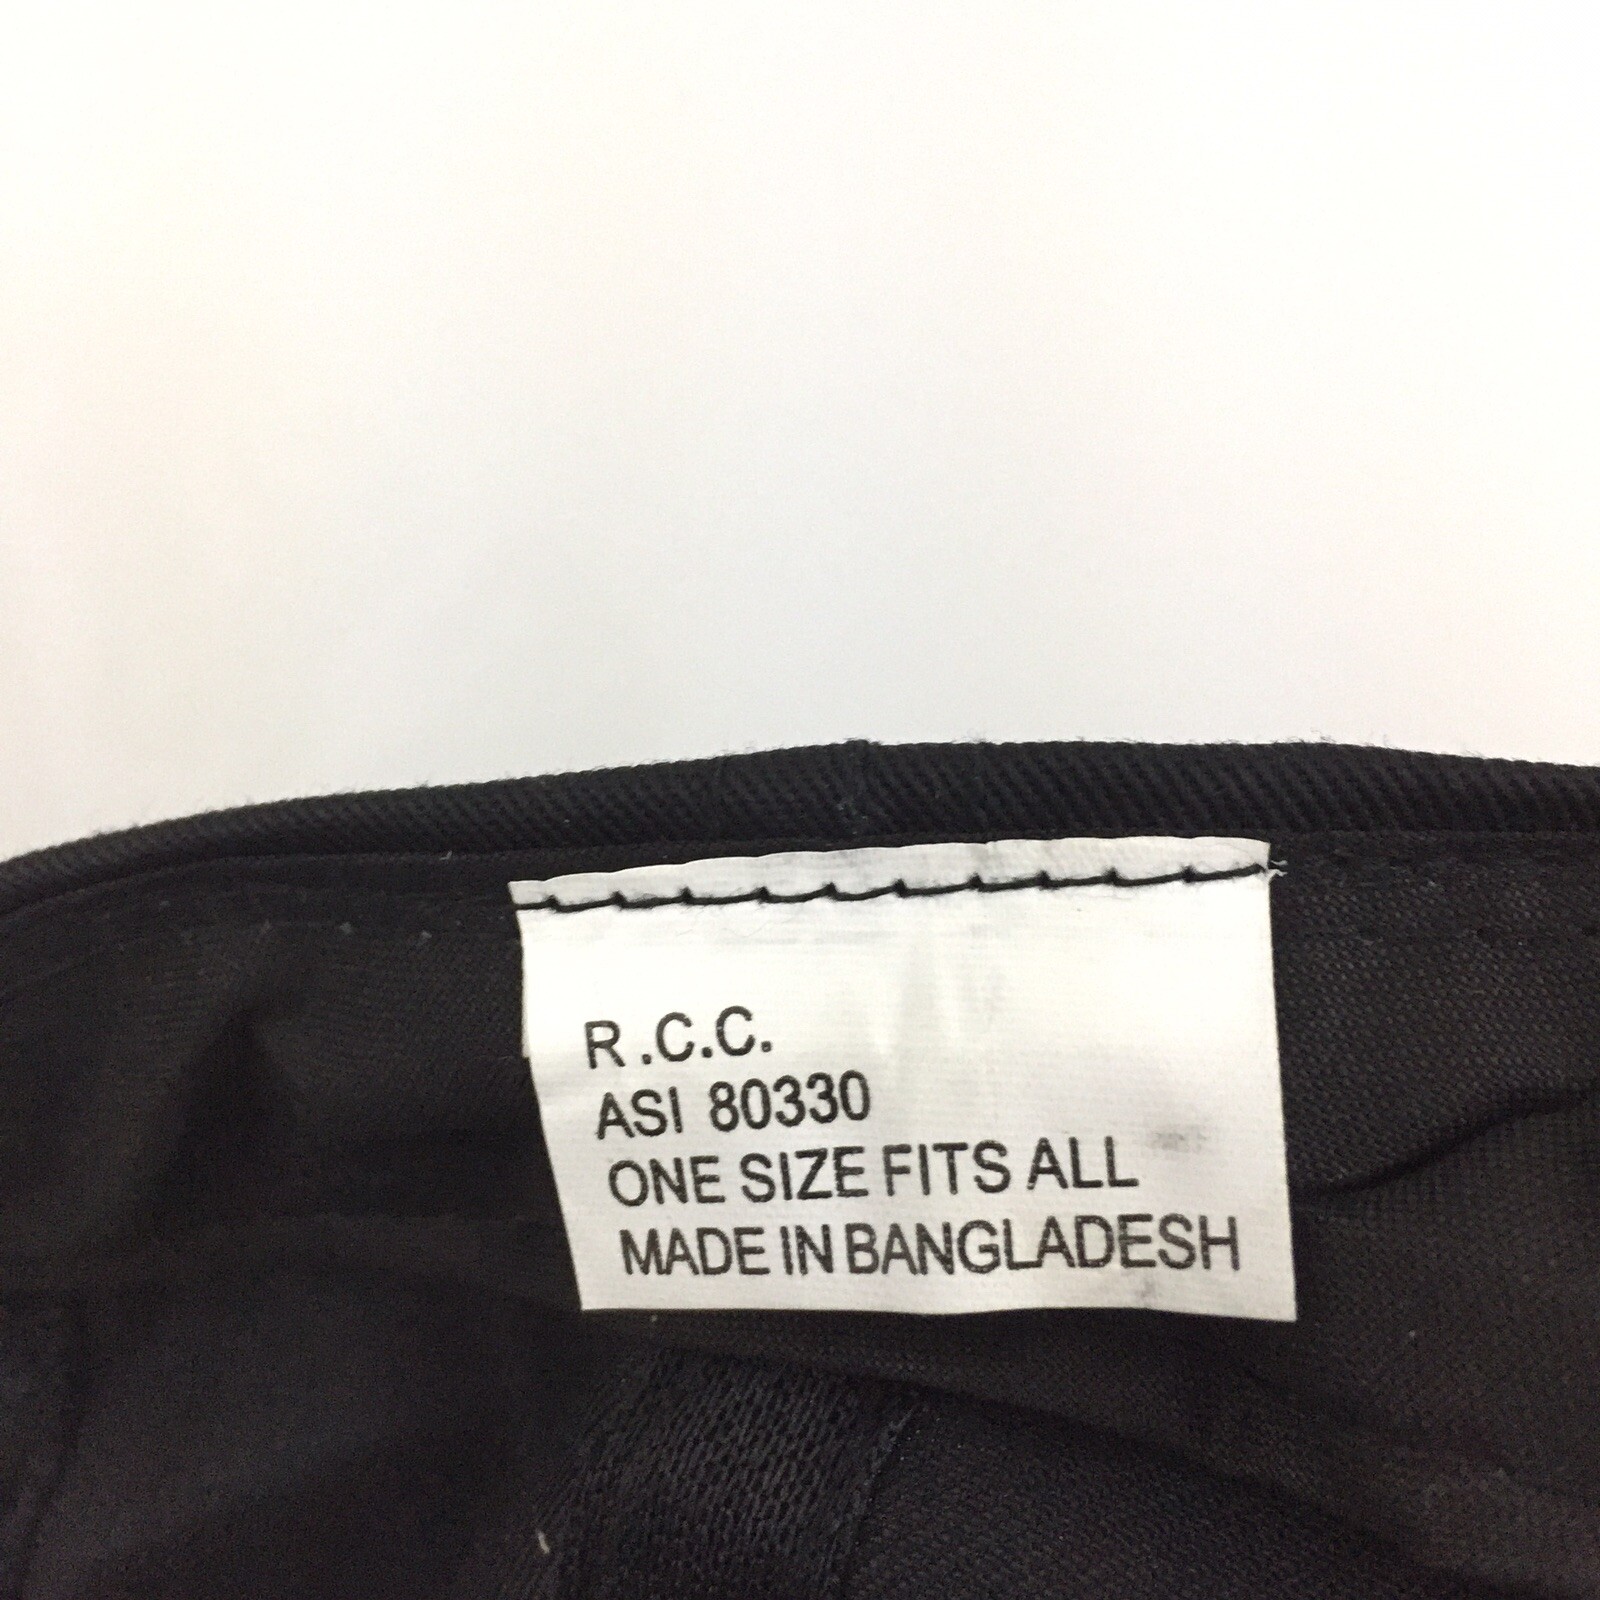 R.C.C.
ASI 80330
ONE SIZE FITS ALL
MADE IN BANGLADESH